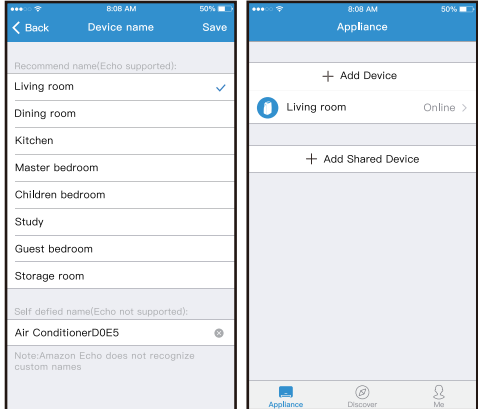 8:08 AM 50%
Back Device name Save
Recommend name(Echo supported):
Living room
Dining room
Kitchen
Master bedroom
Children bedroom
Study
Guest bedroom
Storage room
Self defied name(Echo not supported):
Air ConditionerD0E5
Note:Amazon Echo does not recognize
custom names
8:08 AM 50%
Appliance
+ Add Device
Living room Online >
+ Add Shared Device
Appliance Discover Me